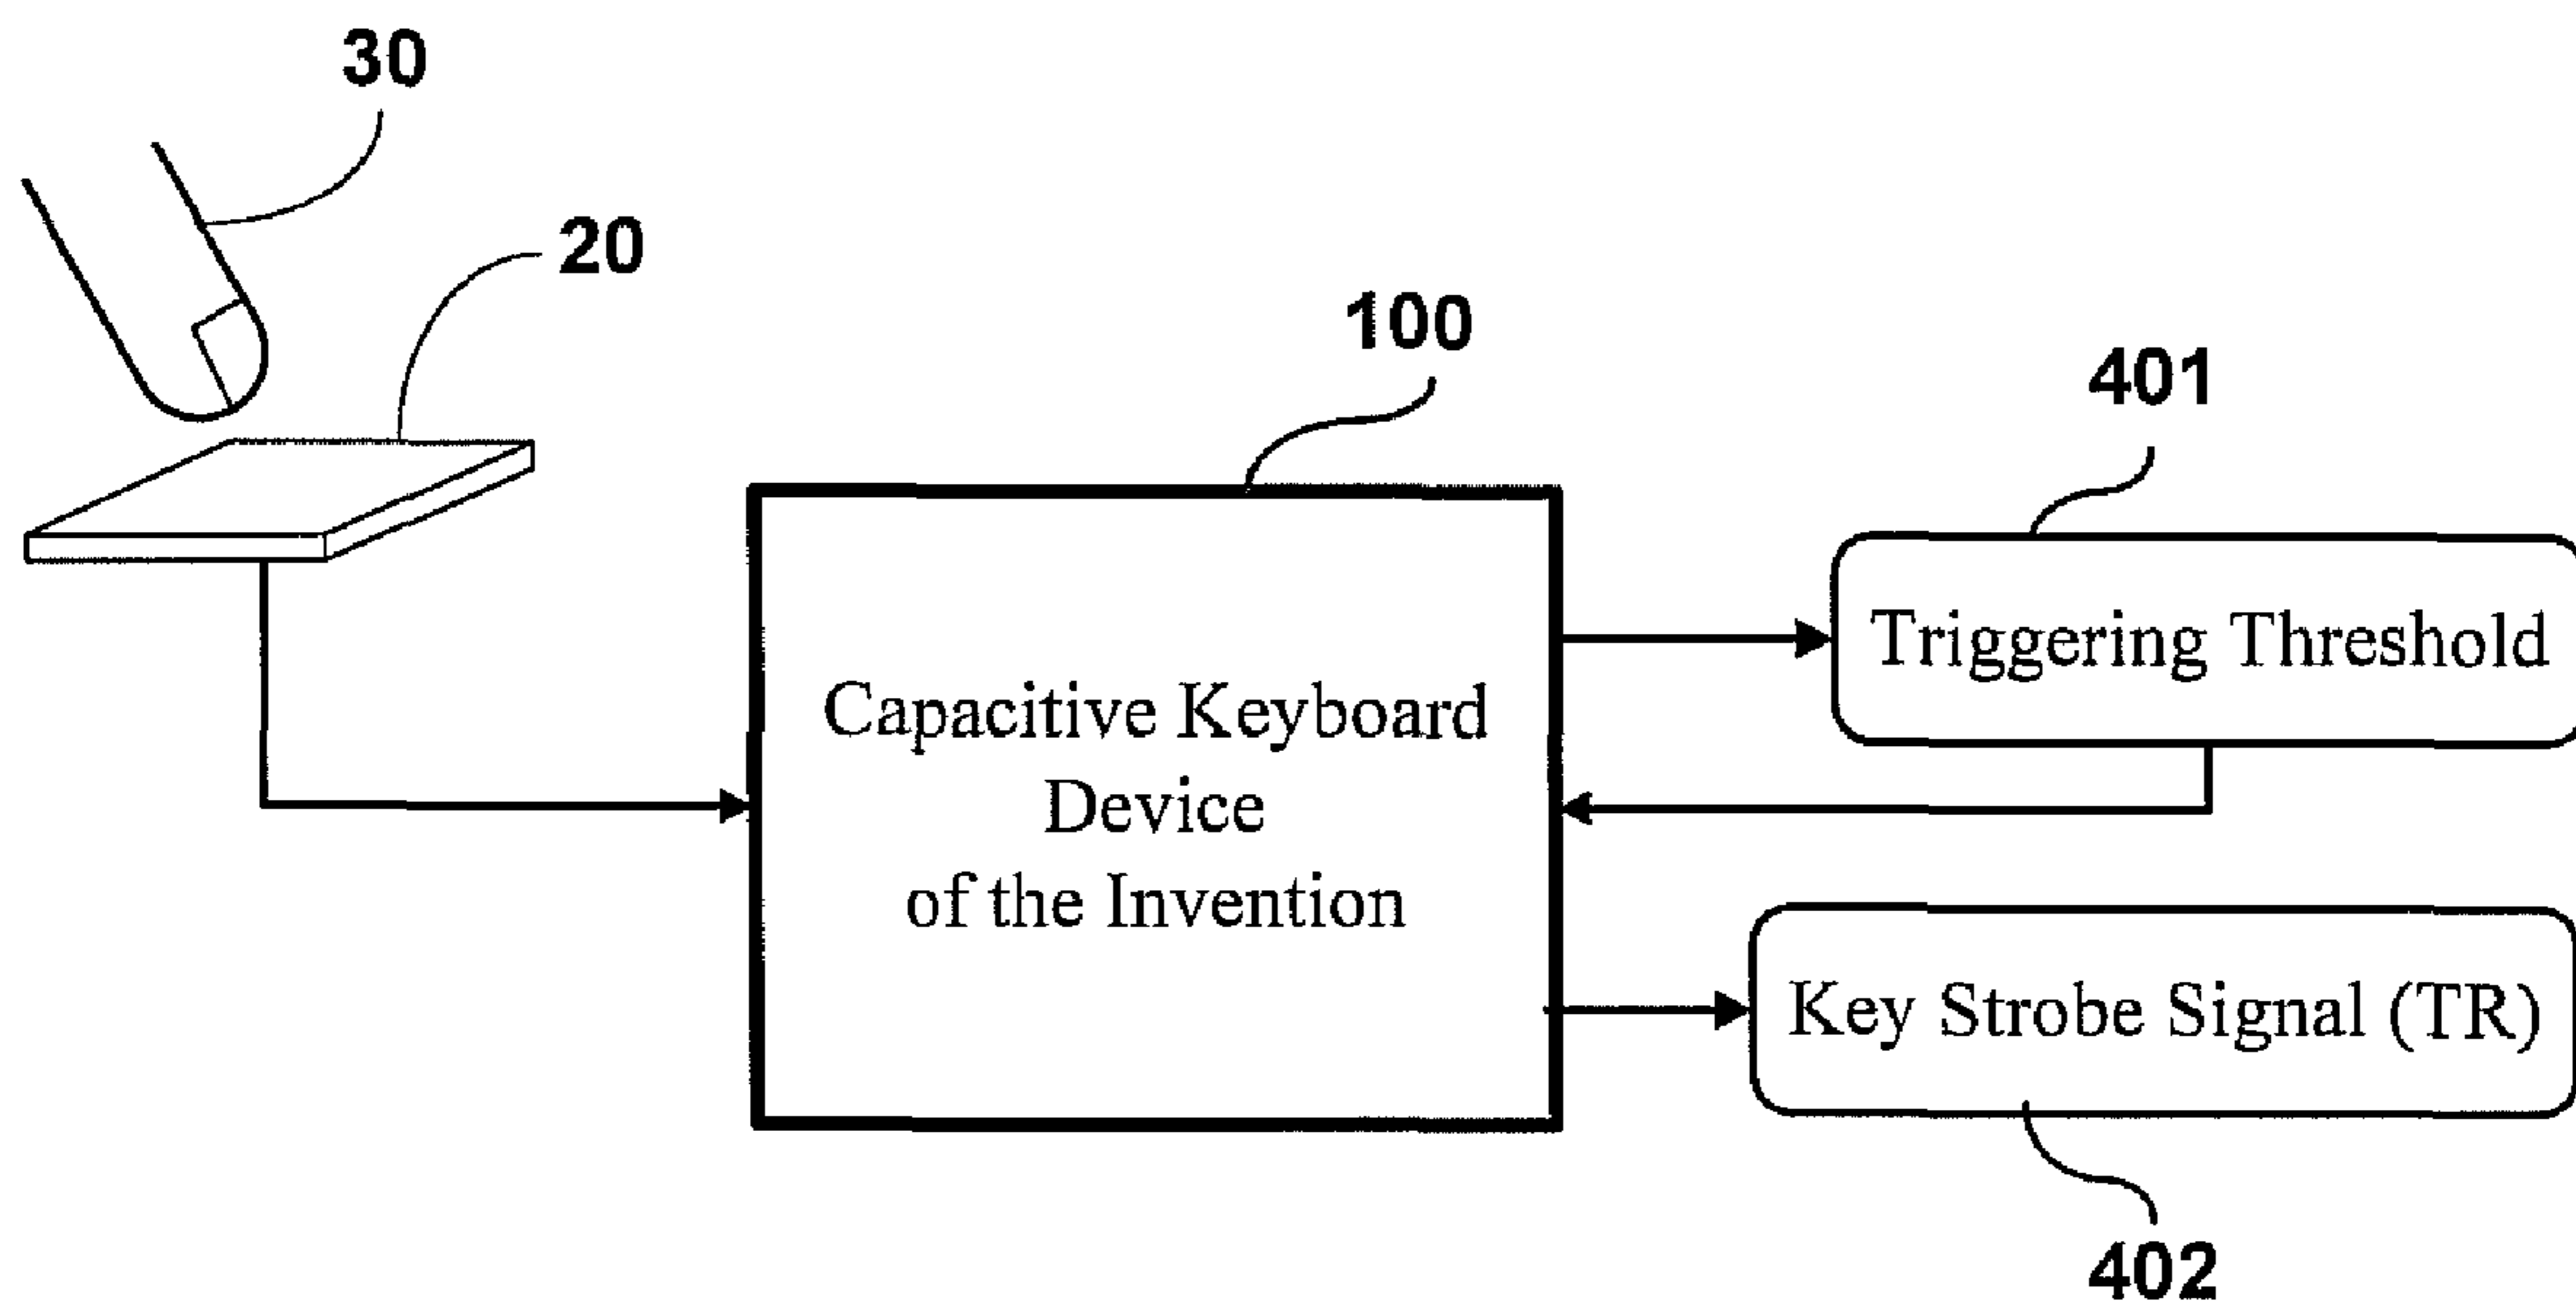 30
20
100
401
Triggering Threshold
Capacitive Keyboard
Device
of the Invention
Key Strobe Signal (TR)
402